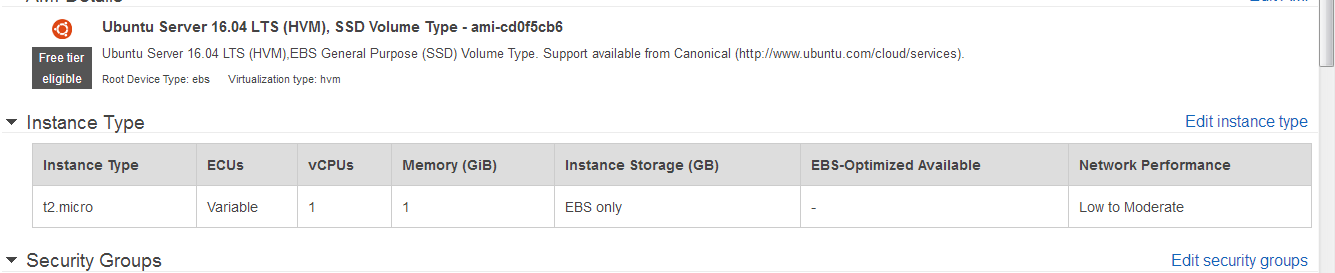 AMI Details Edit AMI
Ubuntu Server 16.04 LTS (HVM), SSD Volume Type - ami-cd0f5cb6
Free tier
eligible
Ubuntu Server 16.04 LTS (HVM),EBS General Purpose (SSD) Volume Type. Support available from Canonical (http://www.ubuntu.com/cloud/services).
Root Device Type: ebs Virtualization type: hvm
Instance Type Edit instance type
Instance Type ECUs vCPUs Memory (GiB) Instance Storage (GB) EBS-Optimized Available Network Performance
t2.micro Variable 1 1 EBS only - Low to Moderate
Security Groups Edit security groups